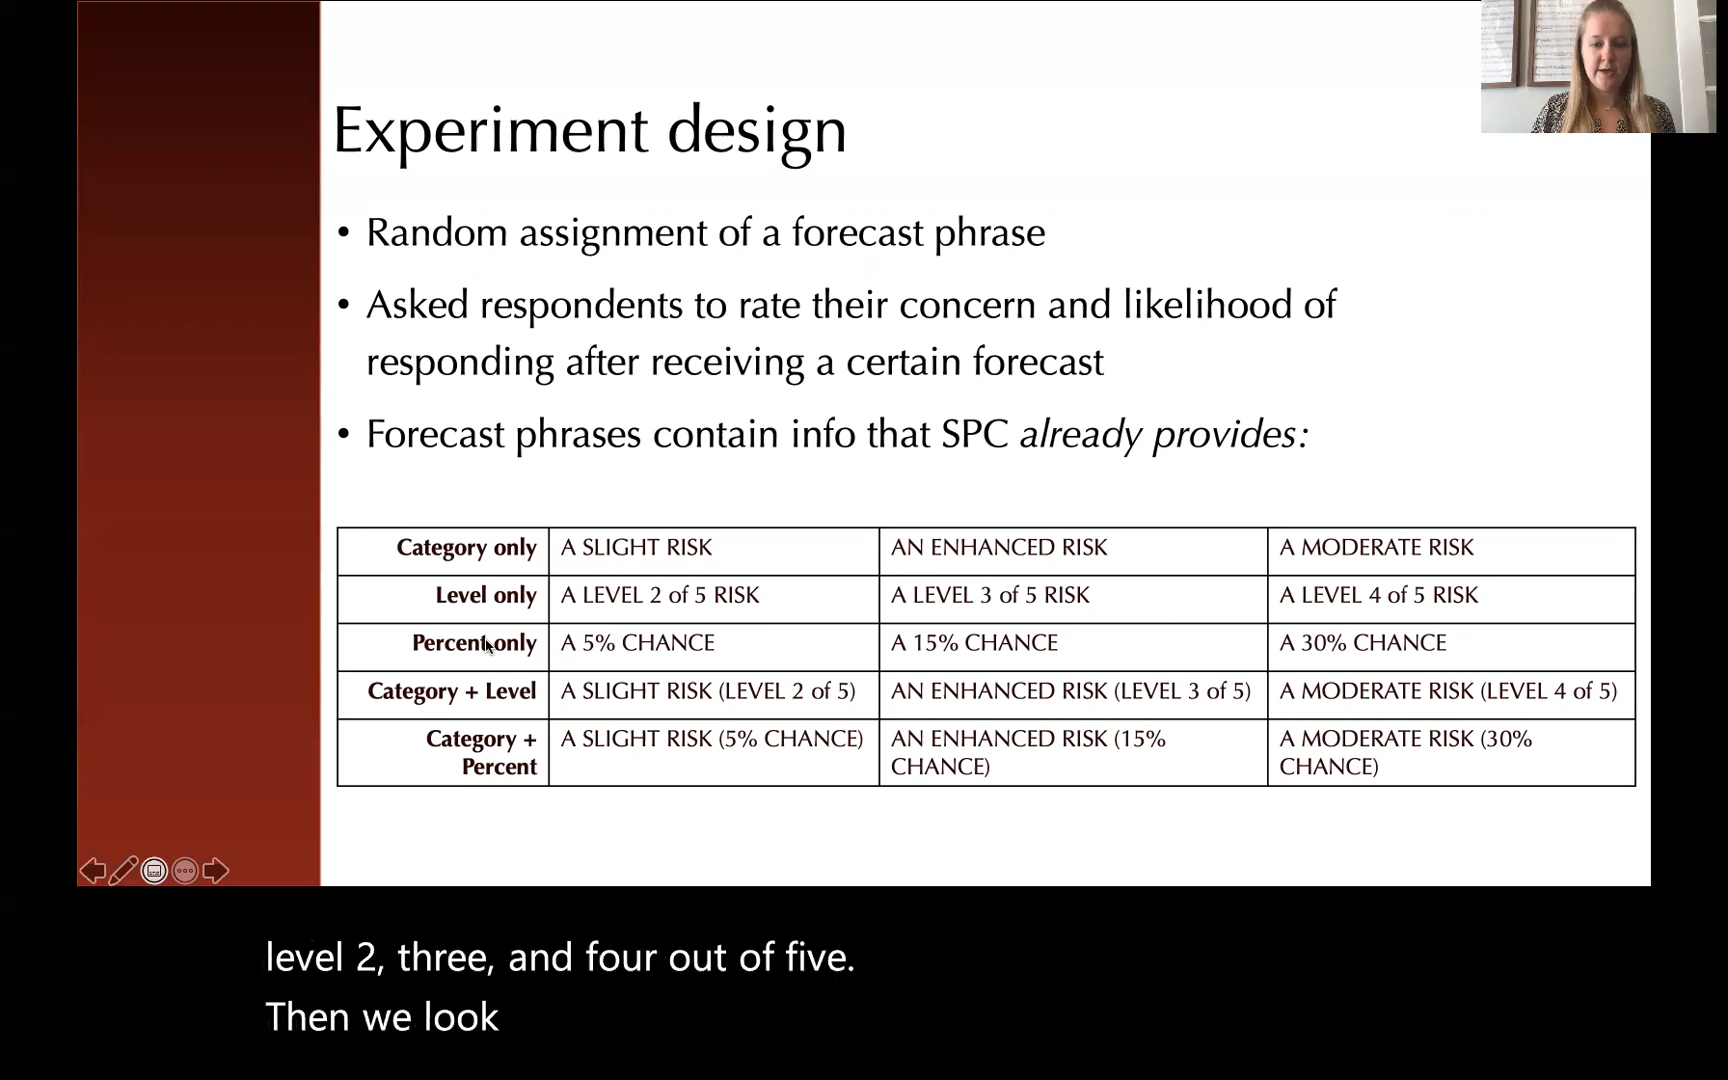 Experiment design
• Random assignment of a forecast phrase
• Asked respondents to rate their concern and likelihood of
responding after receiving a certain forecast
• Forecast phrases contain info that SPC already provides:
Category only A SLIGHT RISK AN ENHANCED RISK A MODERATE RISK
Level only A LEVEL 2 of 5 RISK A LEVEL 3 of 5 RISK A LEVEL 4 of 5 RISK
Percent only A 5% CHANCE A 15% CHANCE A 30% CHANCE
Category + Level A SLIGHT RISK (LEVEL 2 of 5) AN ENHANCED RISK (LEVEL 3 of 5) A MODERATE RISK (LEVEL 4 of 5)
Category + A SLIGHT RISK (5% CHANCE) AN ENHANCED RISK (15% A MODERATE RISK (30%
Percent CHANCE) CHANCE)
level 2, three, and four out of five.
Then we look